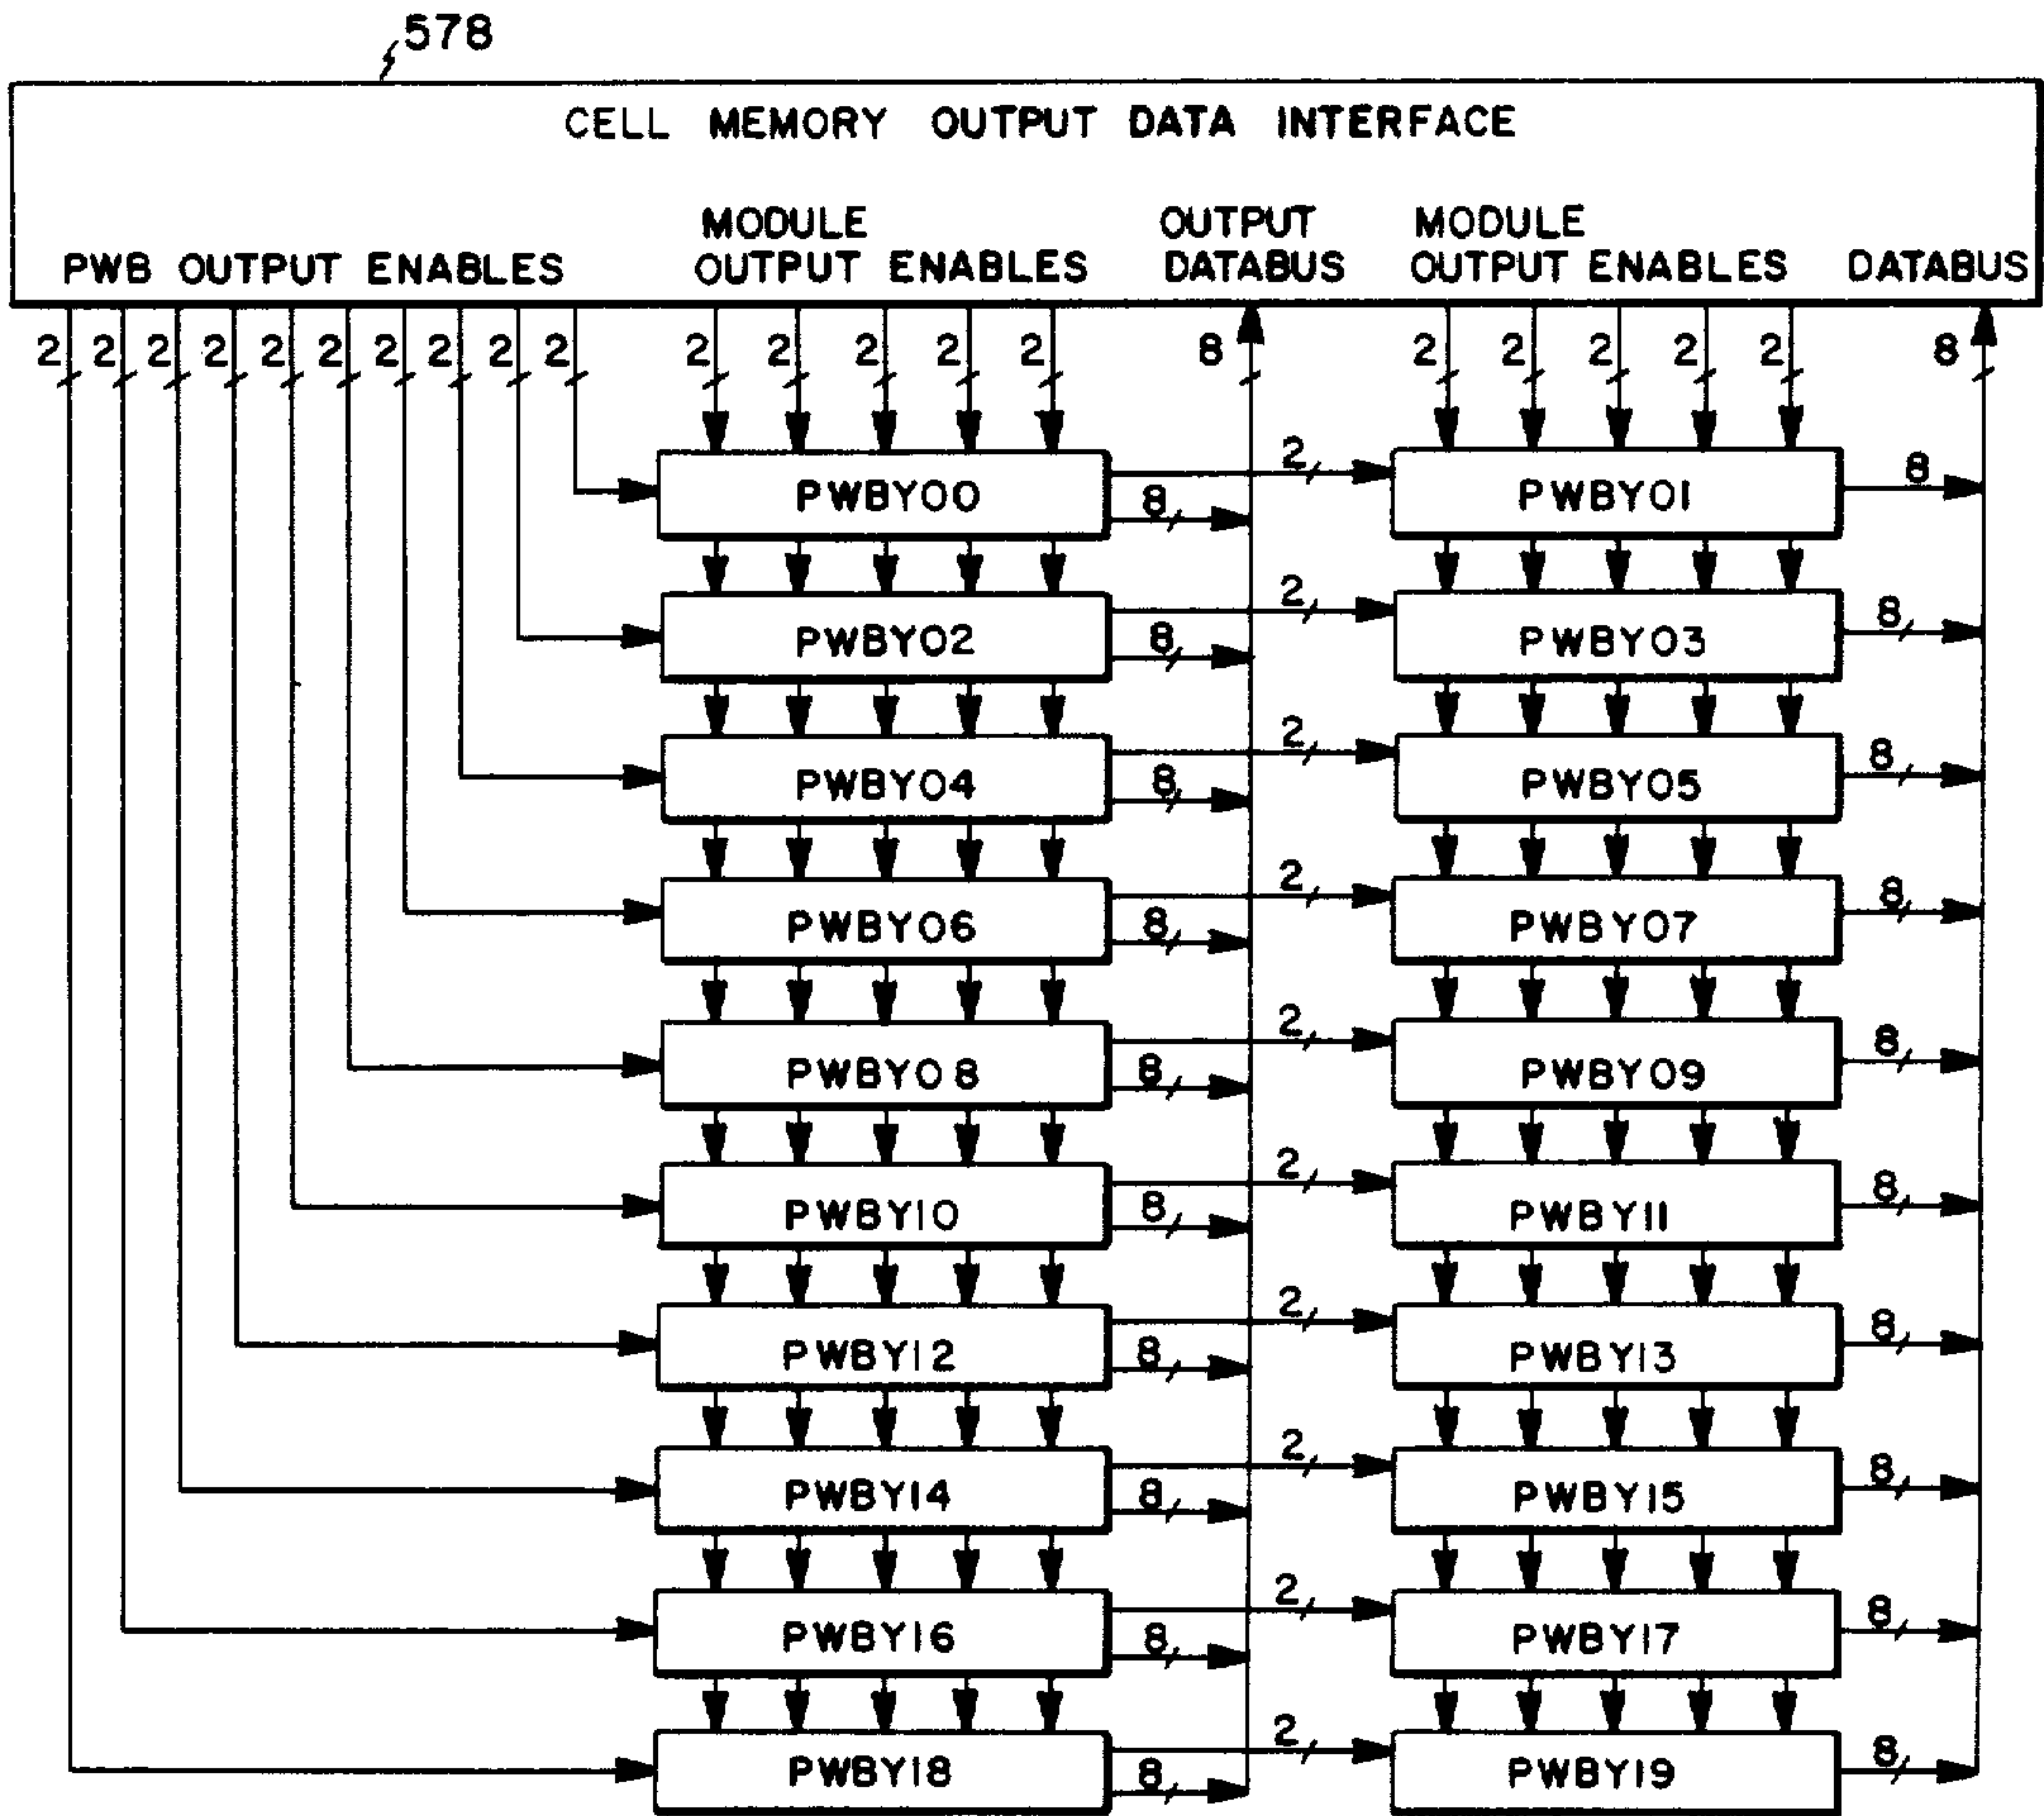 578
CELL MEMORY OUTPUT DATA INTERFACE
PWB OUTPUT ENABLES
MODULE
OUTPUT ENABLES
OUTPUT
DATABUS
MODULE
OUTPUT ENABLES
DATABUS
2 2 2 2 2 2 2 2 2 2 2 2 2 2 2 8 2 2 2 2 2 8
PWBY00 2 8 PWBY01 8
PWBY02 2 8 PWBY03 8
PWBY04 2 8 PWBY05 8
PWBY06 2 8 PWBY07 8
PWBY08 2 8 PWBY09 8
PWBY10 2 8 PWBY11 8
PWBY12 2 8 PWBY13 8
PWBY14 2 8 PWBY15 8
PWBY16 2 8 PWBY17 8
PWBY18 2 8 PWBY19 8